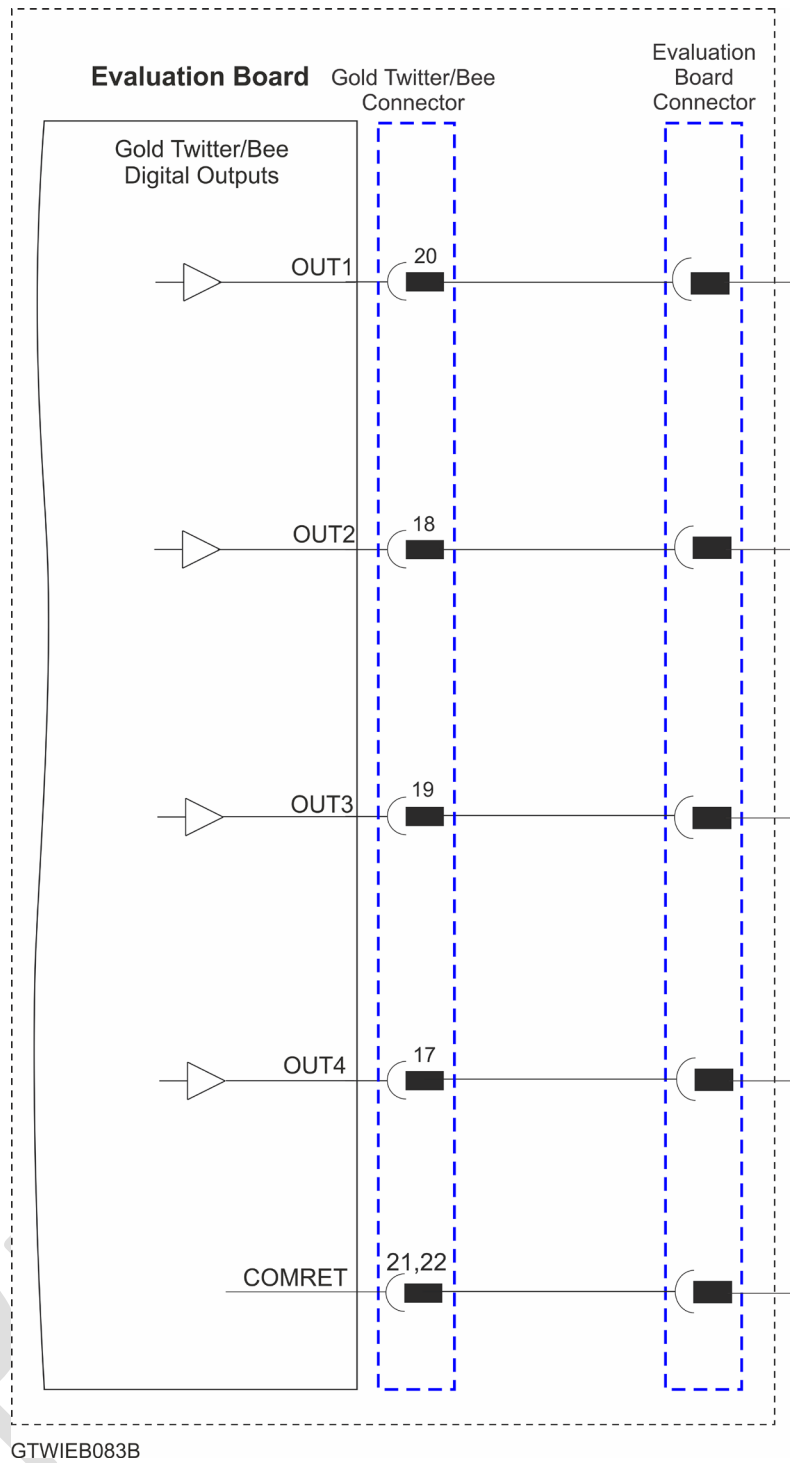 Evaluation Board
Gold Twitter/Bee
Connector
Evaluation
Board
Connector
Gold Twitter/Bee
Digital Outputs
OUT1
20
OUT2
18
OUT3
19
OUT4
17
COMRET
21,22
GTWIEB083B